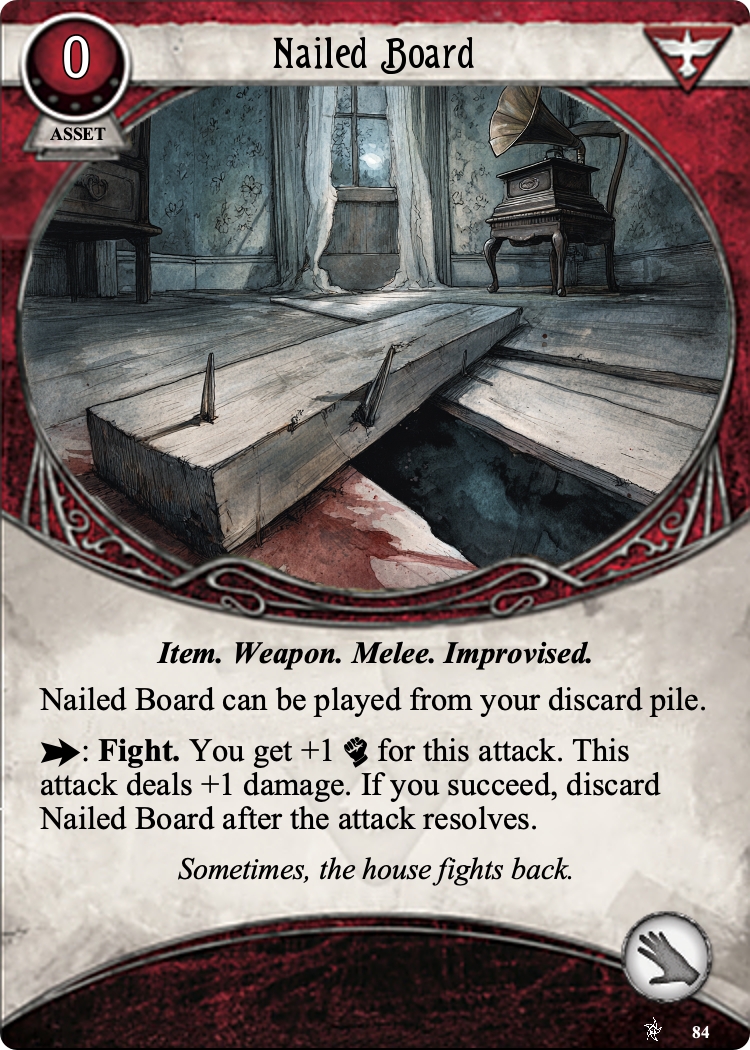 0
Nailed Board
ASSET
Item. Weapon. Melee. Improvised.
Nailed Board can be played from your discard pile.
: Fight. You get +1 for this attack. This
attack deals +1 damage. If you succeed, discard
Nailed Board after the attack resolves.
Sometimes, the house fights back.
84